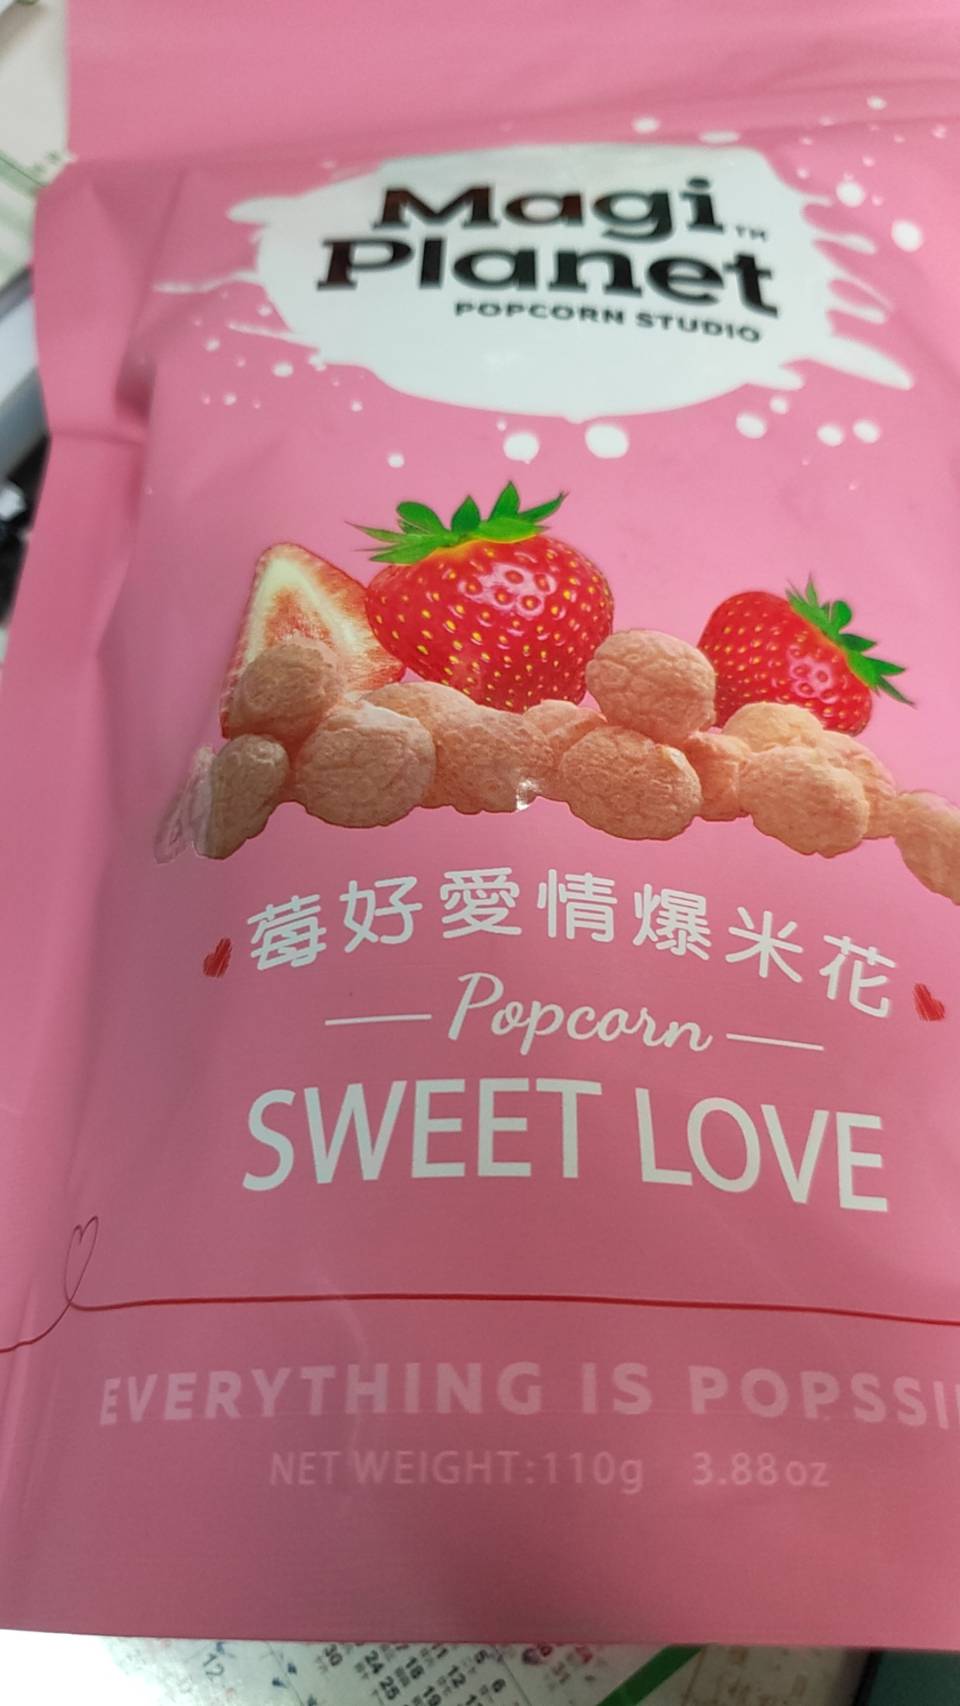 Magi™
Planet
POPCORN STUDIO
莓好愛情爆米花
Popcorn
SWEET LOVE
EVERYTHING IS POPSSI
NET WEIGHT:110g 3.88oz